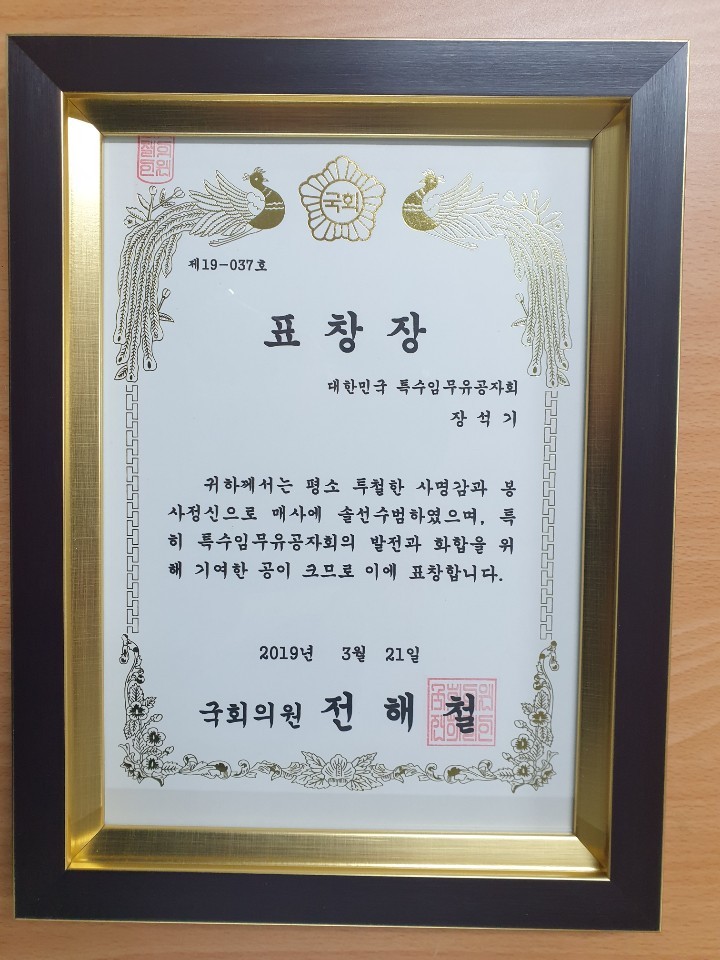 국회
제19-037호
표 창 장
대한민국 특수임무유공자회
장 석 기
귀하께서는 평소 투철한 사명감과 봉
사정신으로 매사에 솔선수범하였으며, 특
히 특수임무유공자회의 발전과 화합을 위
해 기여한 공이 크므로 이에 표창합니다.
2019년 3월 21일
국회의원 전 해 철